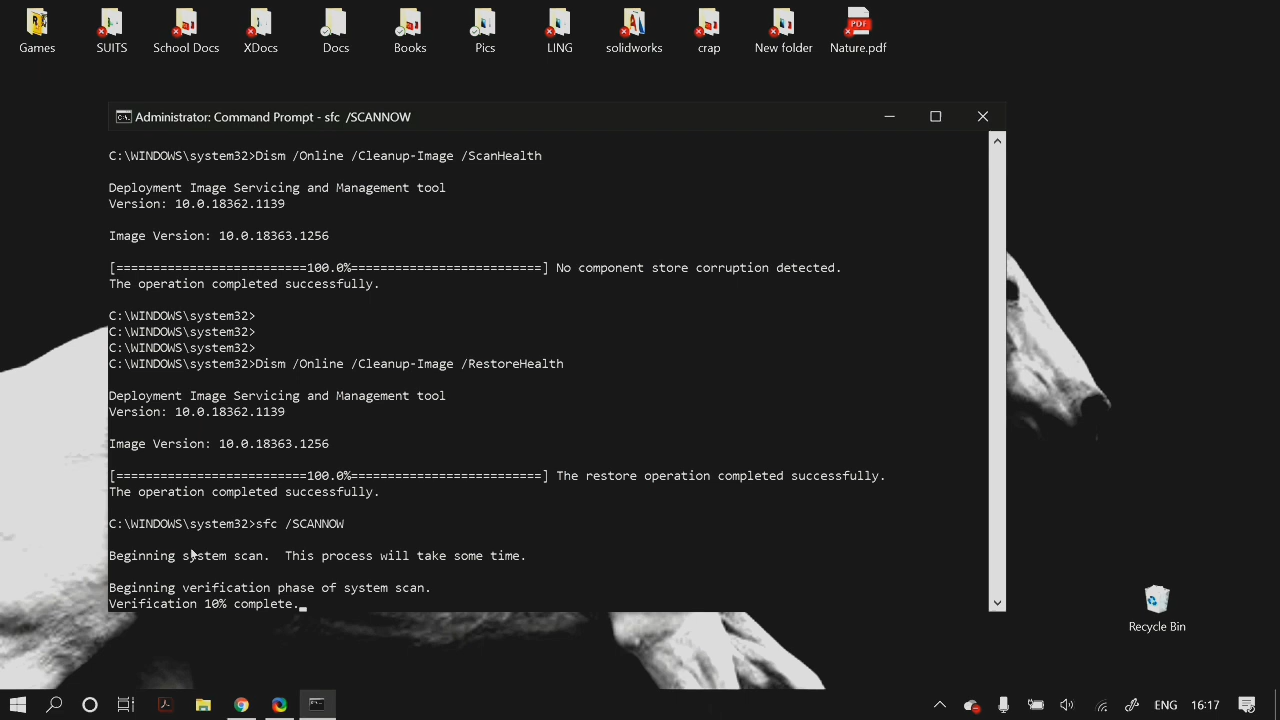 Games
SUITS
School Docs
XDocs
Docs
Books
Pics
LING
solidworks
crap
New folder
PDF
Nature.pdf
Administrator: Command Prompt - sfc  /SCANNOW
C:\WINDOWS\system32>Dism /Online /Cleanup-Image /ScanHealth
Deployment Image Servicing and Management tool
Version: 10.0.18362.1139
Image Version: 10.0.18363.1256
[==========================100.0%==========================] No component store corruption detected.
The operation completed successfully.
C:\WINDOWS\system32>
C:\WINDOWS\system32>
C:\WINDOWS\system32>
C:\WINDOWS\system32>Dism /Online /Cleanup-Image /RestoreHealth
Deployment Image Servicing and Management tool
Version: 10.0.18362.1139
Image Version: 10.0.18363.1256
[==========================100.0%==========================] The restore operation completed successfully.
The operation completed successfully.
C:\WINDOWS\system32>sfc /SCANNOW
Beginning system scan.  This process will take some time.
Beginning verification phase of system scan.
Verification 10% complete.
Recycle Bin
ENG
16:17